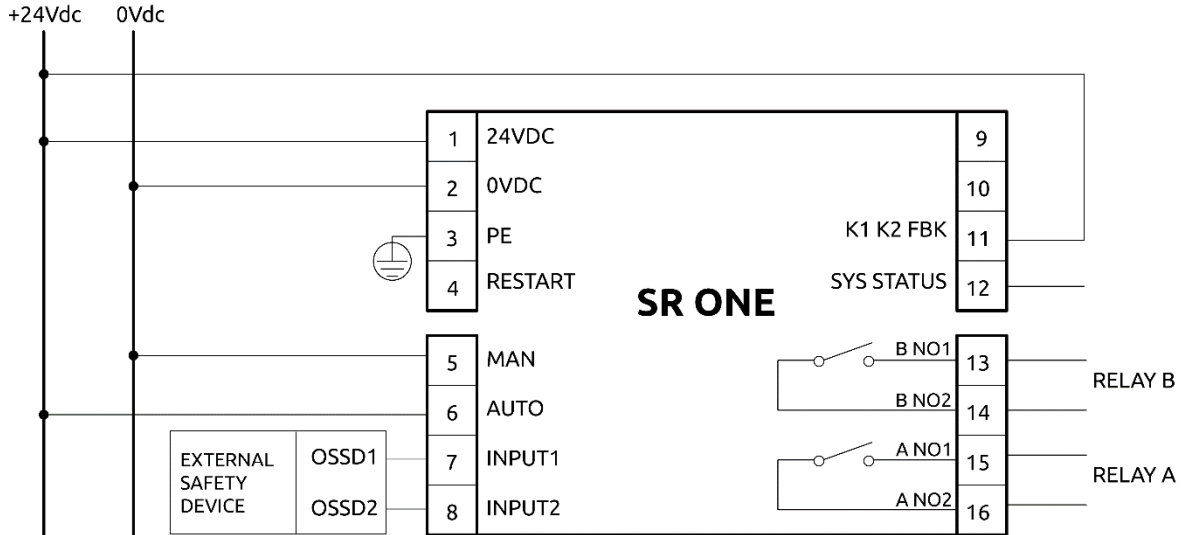 +24Vdc 0Vdc
1 24VDC 9
2 0VDC 10
3 PE K1 K2 FBK 11
4 RESTART SYS STATUS 12
SR ONE
5 MAN B NO1 13
RELAY B
6 AUTO B NO2 14
EXTERNAL SAFETY DEVICE
OSSD1 7 INPUT1 A NO1 15
RELAY A
OSSD2 8 INPUT2 A NO2 16